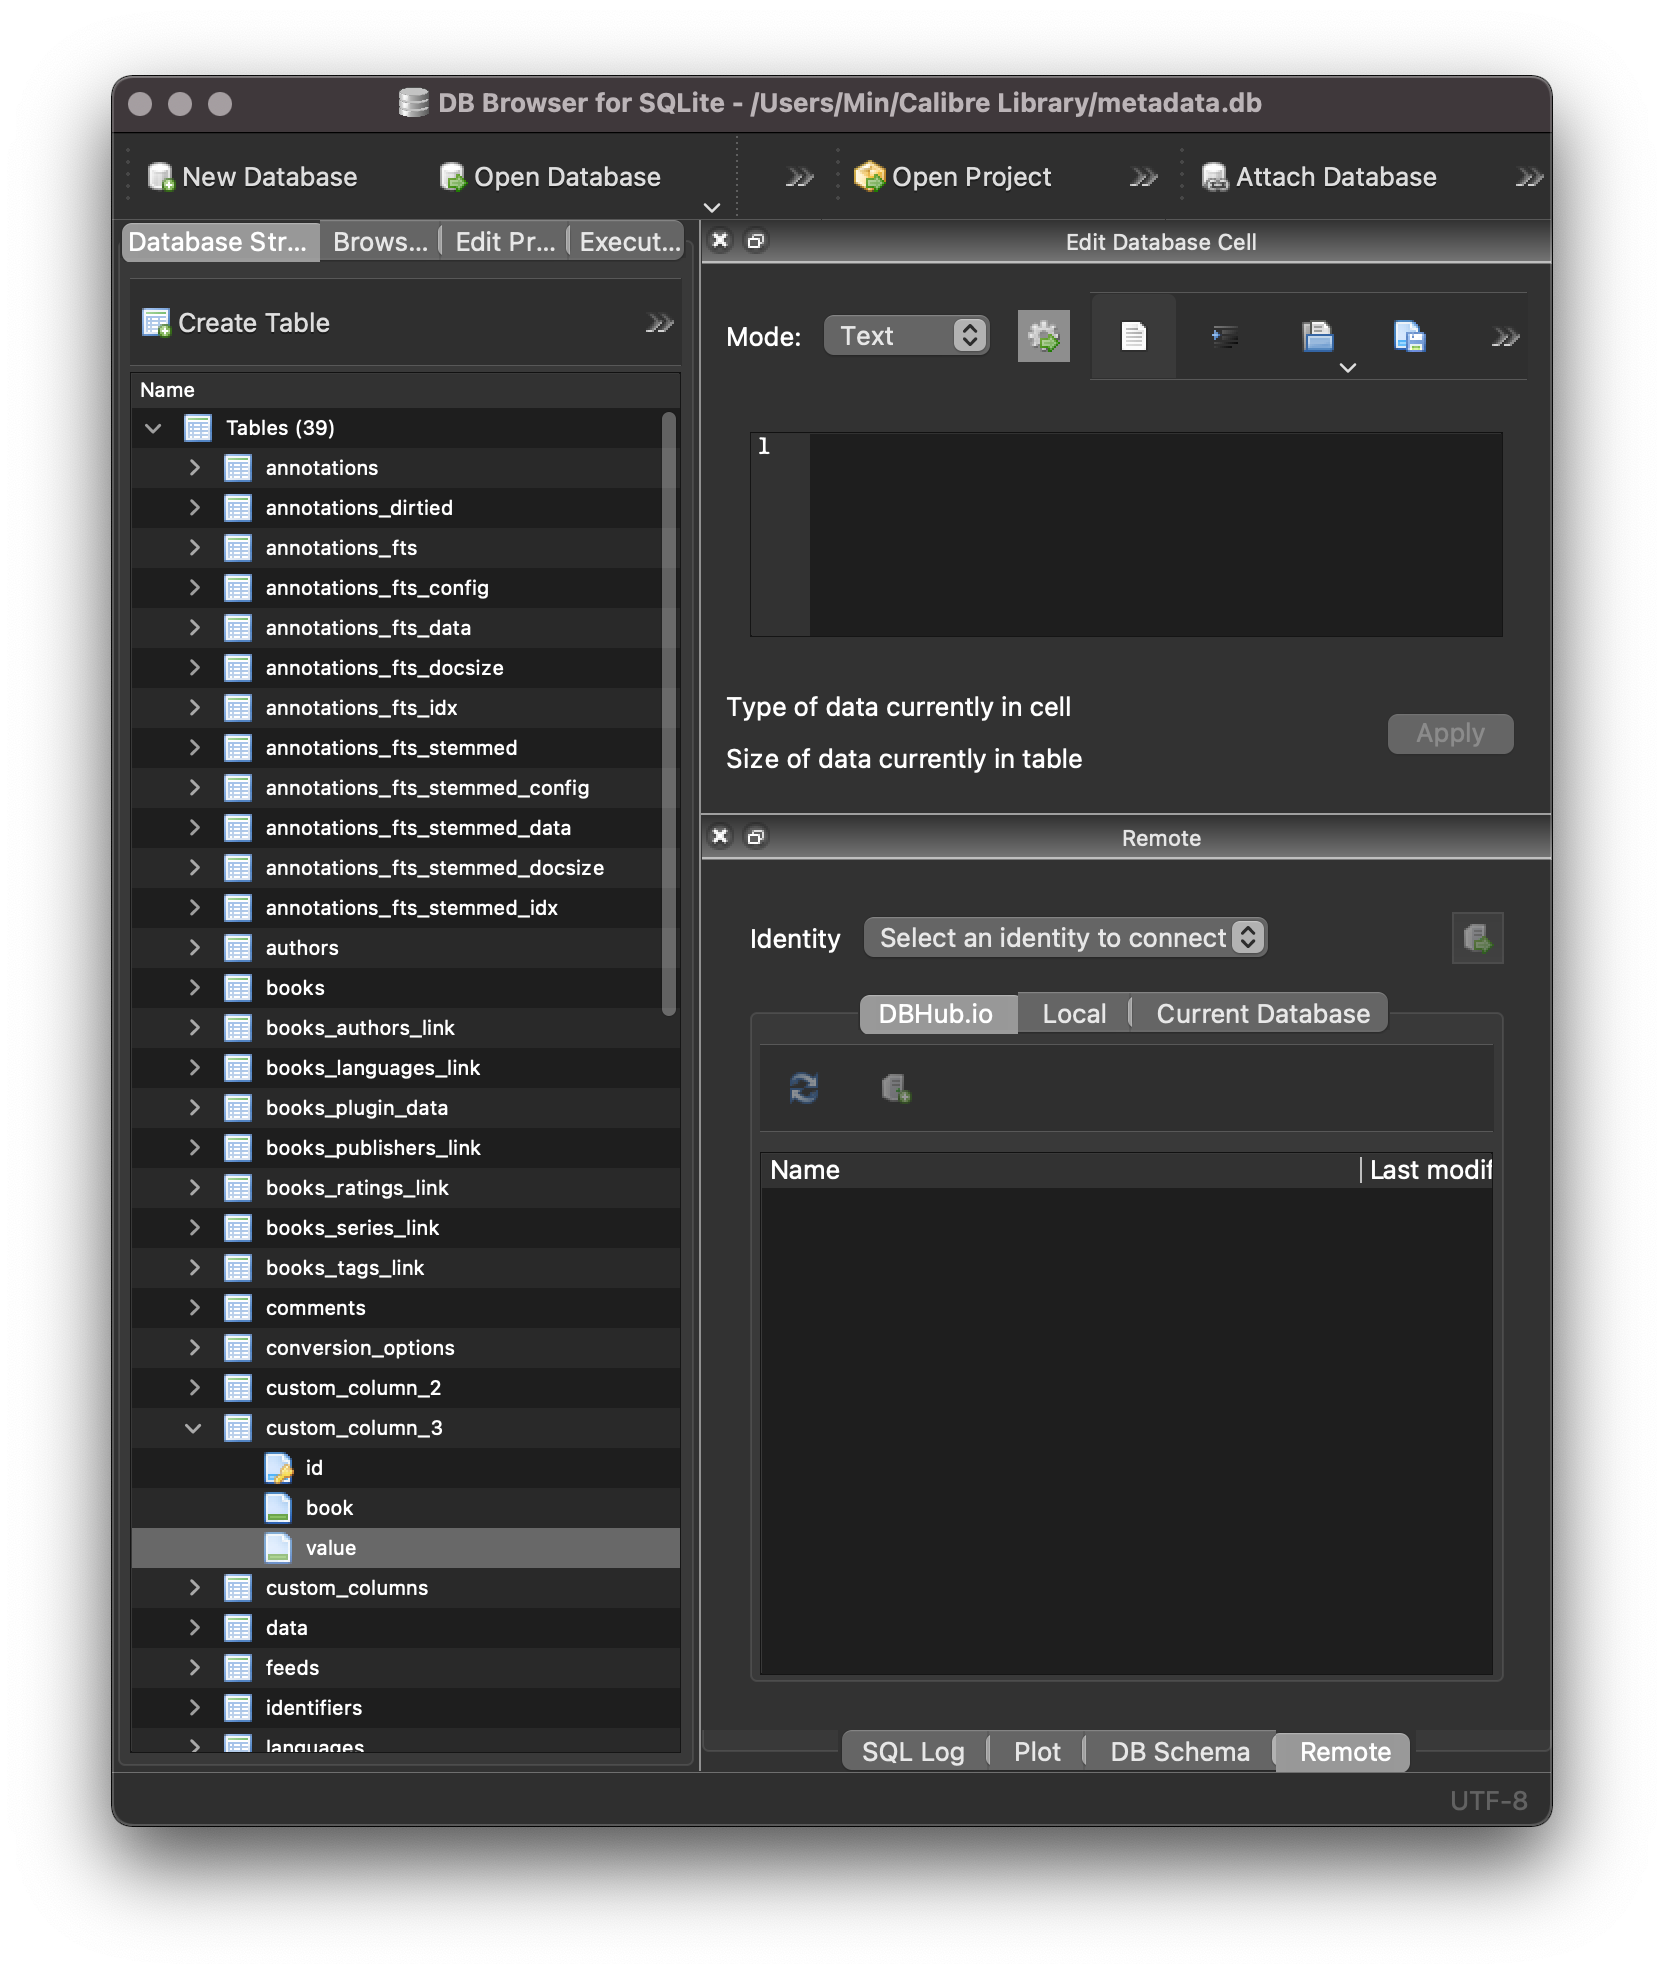 DB Browser for SQLite - /Users/Min/Calibre Library/metadata.db
New Database Open Database Open Project Attach Database
Database Str... Brows... Edit Pr... Execut...
Create Table
Name
Tables (39)
annotations
annotations_dirtied
annotations_fts
annotations_fts_config
annotations_fts_data
annotations_fts_docsize
annotations_fts_idx
annotations_fts_stemmed
annotations_fts_stemmed_config
annotations_fts_stemmed_data
annotations_fts_stemmed_docsize
annotations_fts_stemmed_idx
authors
books
books_authors_link
books_languages_link
books_plugin_data
books_publishers_link
books_ratings_link
books_series_link
books_tags_link
comments
conversion_options
custom_column_2
custom_column_3
id
book
value
custom_columns
data
feeds
identifiers
languages
Edit Database Cell
Mode: Text
1
Type of data currently in cell
Size of data currently in table
Apply
Remote
Identity Select an identity to connect
DBHub.io Local Current Database
Name Last modif
SQL Log Plot DB Schema Remote
UTF-8